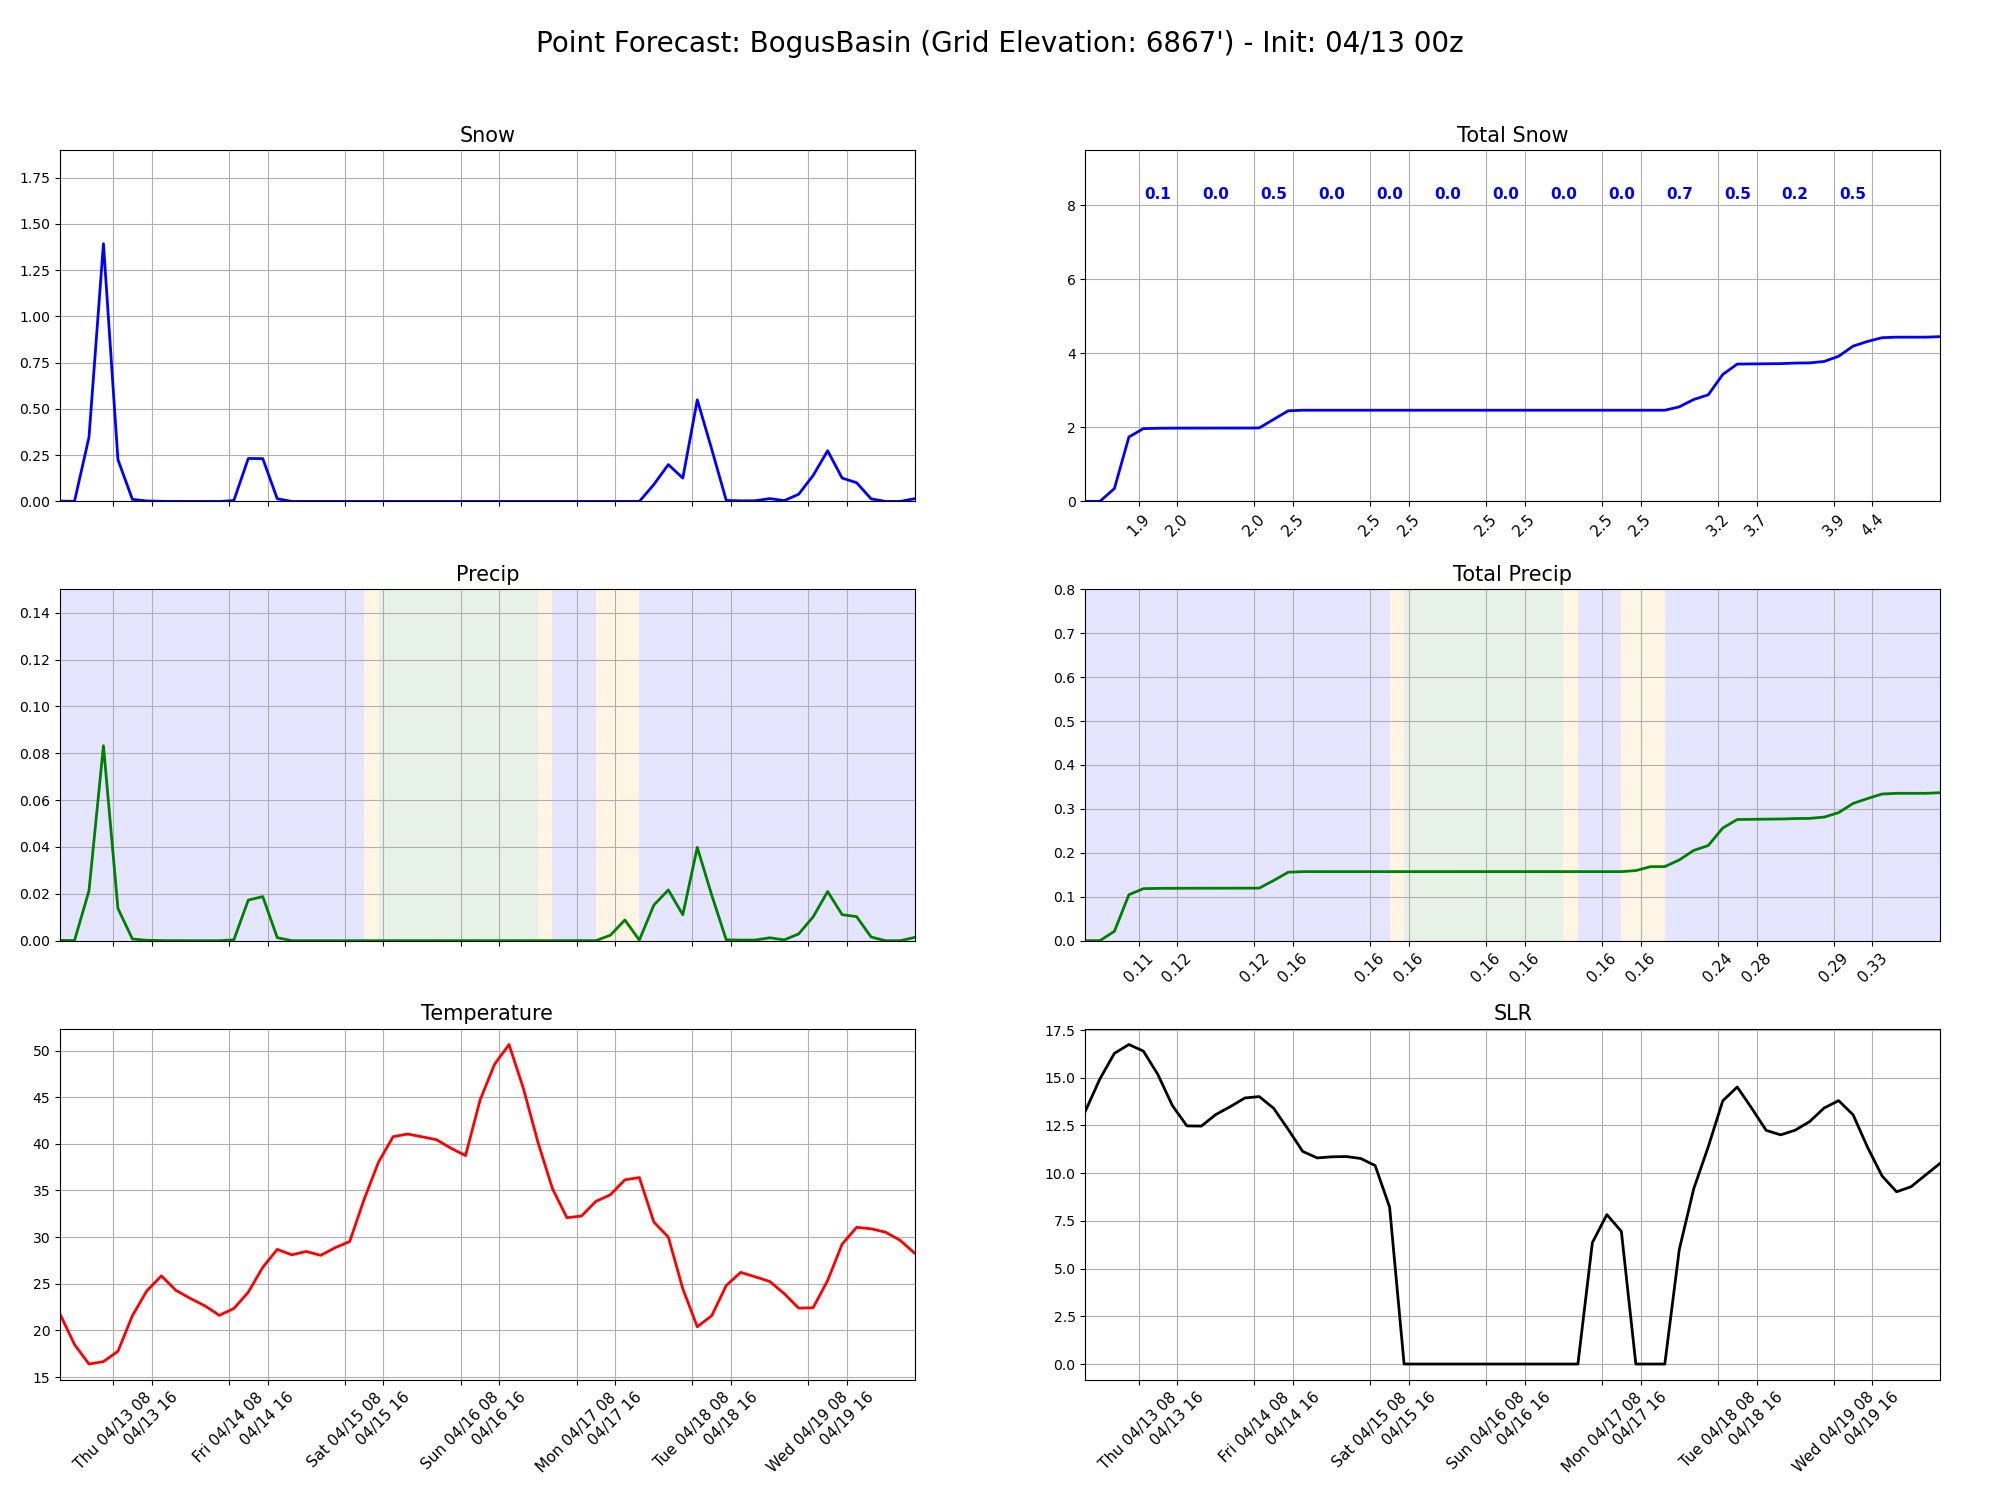 Point Forecast: BogusBasin (Grid Elevation: 6867') - Init: 04/13 00z
Snow
1.75
1.50
1.25
1.00
0.75
0.50
0.25
0.00
Total Snow
0.1 0.0 0.5 0.0 0.0 0.0 0.0 0.0 0.0 0.7 0.5 0.2 0.5
8
6
4
2
0
1.9 2.0 2.0 2.5 2.5 2.5 2.5 2.5 2.5 2.5 3.2 3.7 3.9 4.4
Precip
0.14
0.12
0.10
0.08
0.06
0.04
0.02
0.00
Total Precip
0.8
0.7
0.6
0.5
0.4
0.3
0.2
0.1
0.0
0.11 0.12 0.12 0.16 0.16 0.16 0.16 0.16 0.16 0.16 0.24 0.28 0.29 0.33
Temperature
50
45
40
35
30
25
20
15
Thu 04/13 08
04/13 16
Fri 04/14 08
04/14 16
Sat 04/15 08
04/15 16
Sun 04/16 08
04/16 16
Mon 04/17 08
04/17 16
Tue 04/18 08
04/18 16
Wed 04/19 08
04/19 16
SLR
17.5
15.0
12.5
10.0
7.5
5.0
2.5
0.0
Thu 04/13 08
04/13 16
Fri 04/14 08
04/14 16
Sat 04/15 08
04/15 16
Sun 04/16 08
04/16 16
Mon 04/17 08
04/17 16
Tue 04/18 08
04/18 16
Wed 04/19 08
04/19 16